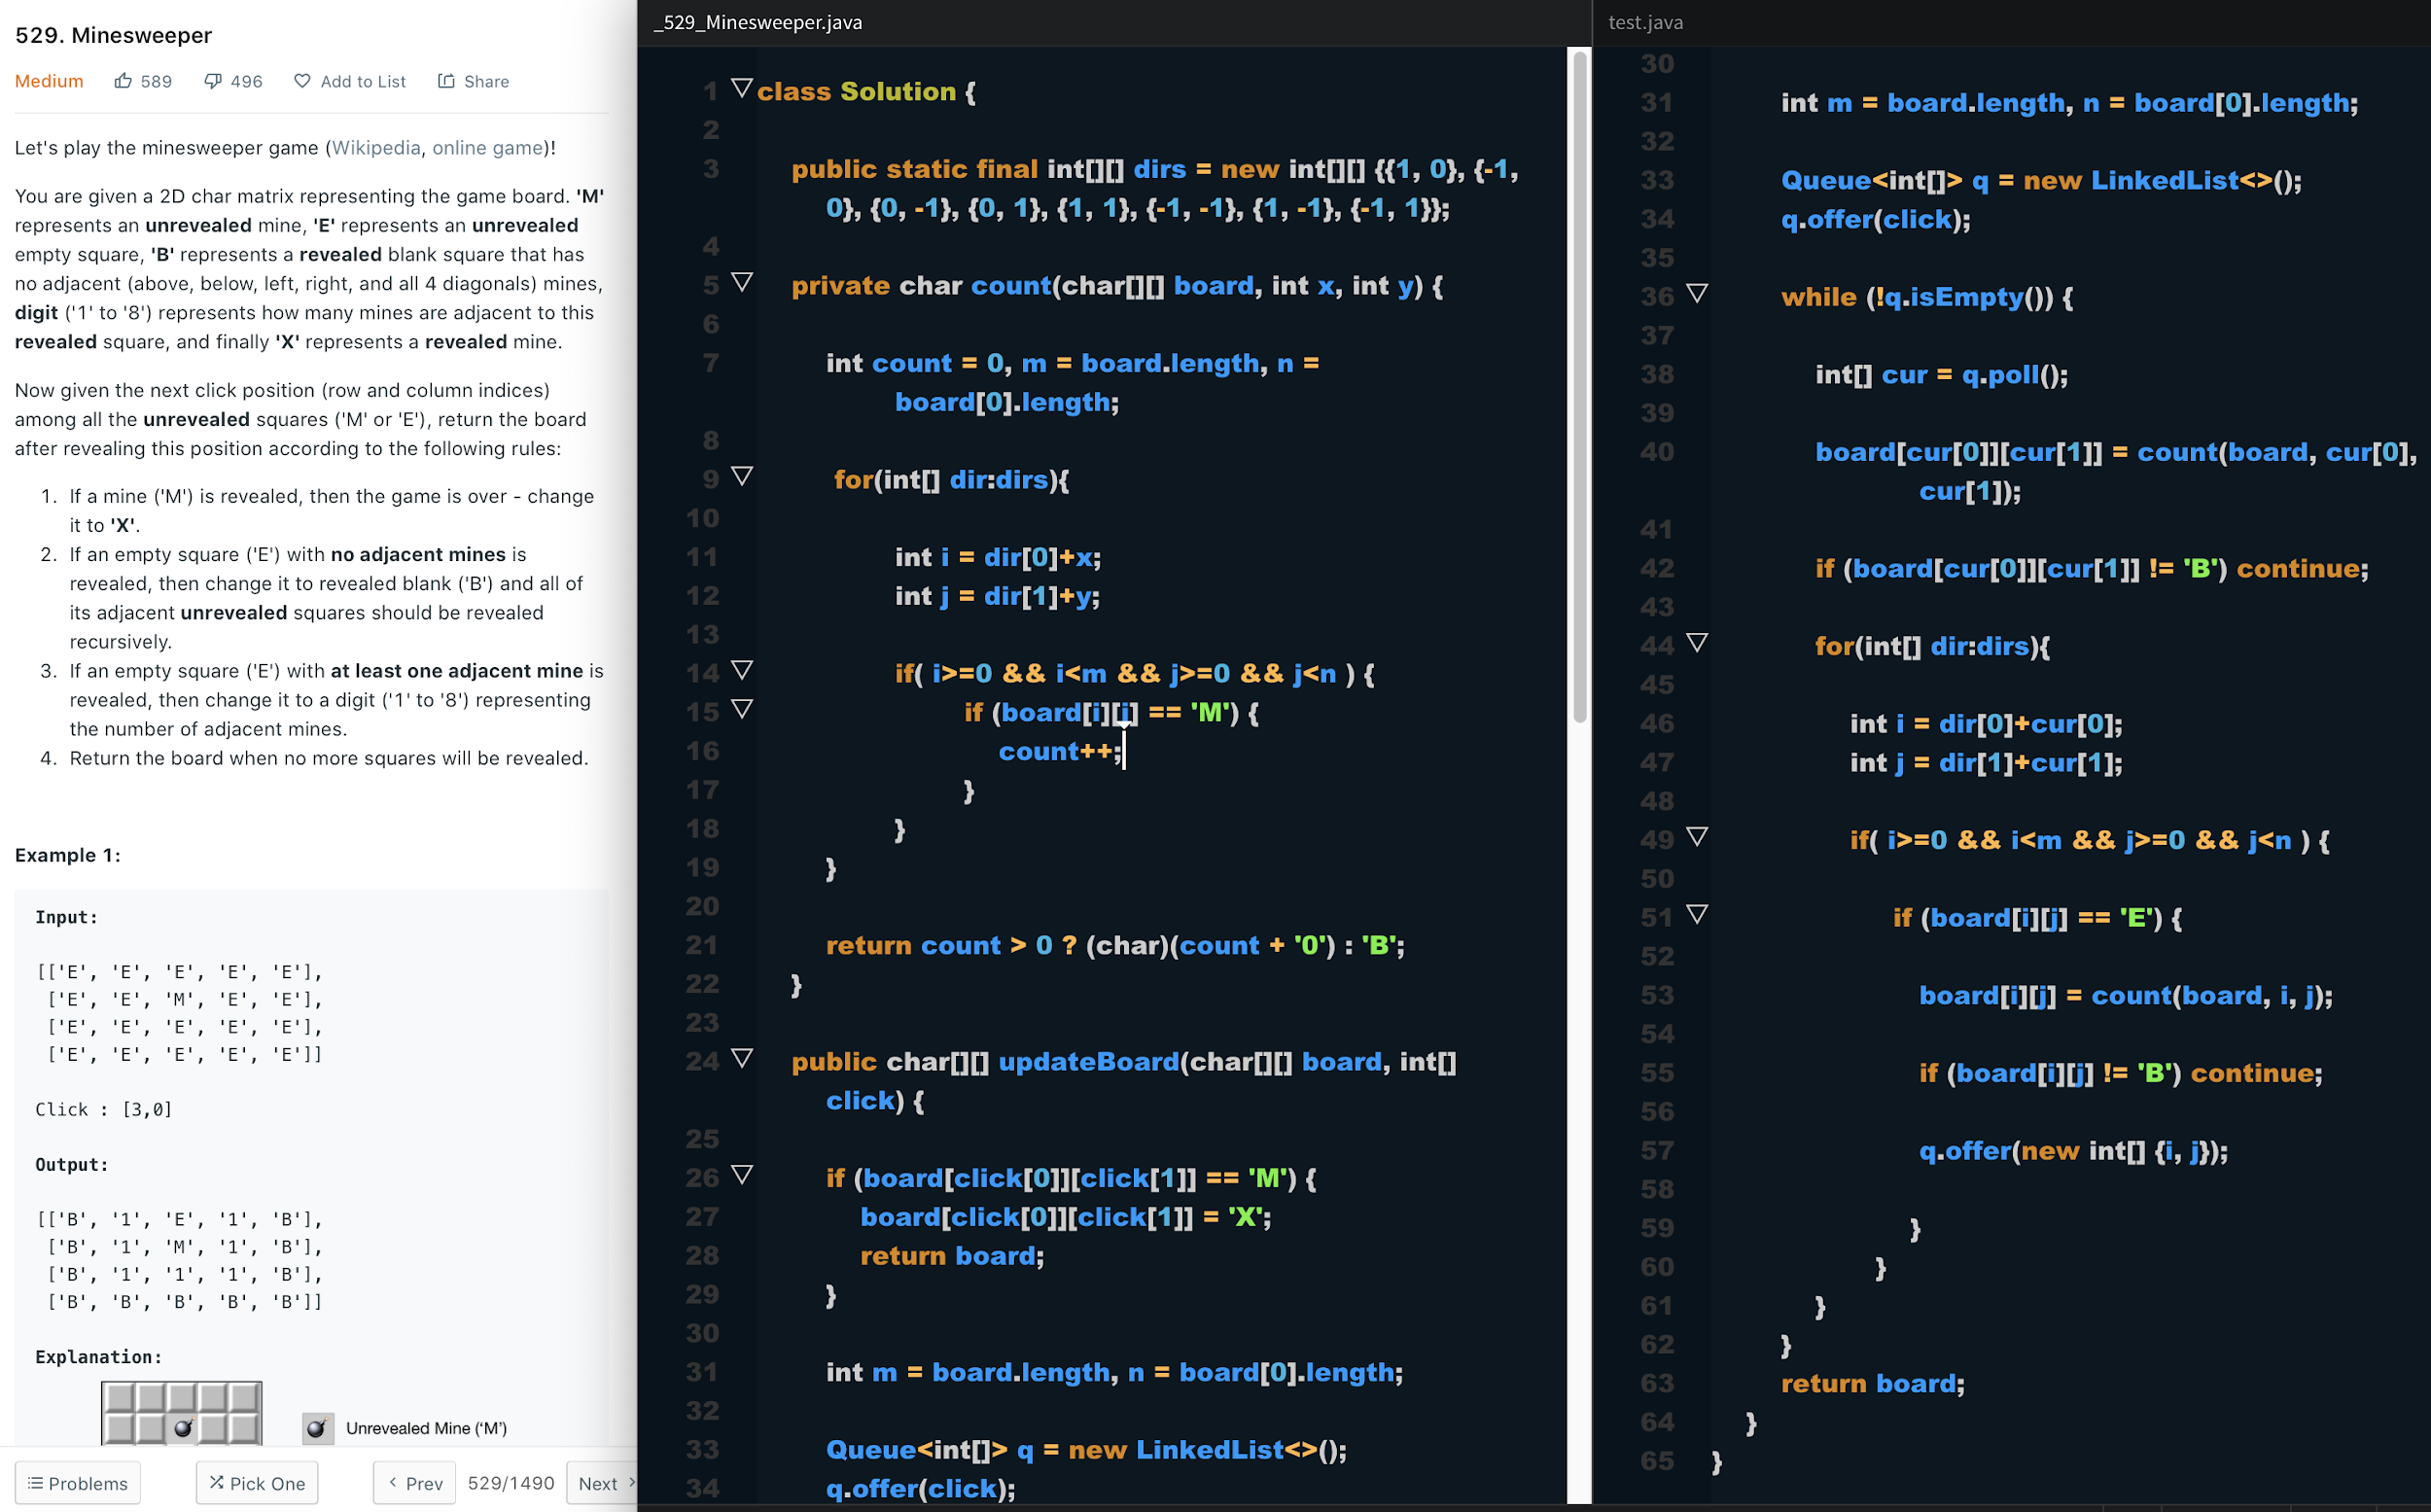 529. Minesweeper
Medium 589 496 Add to List Share
Let's play the minesweeper game (Wikipedia, online game)!
You are given a 2D char matrix representing the game board. 'M'
represents an unrevealed mine, 'E' represents an unrevealed
empty square, 'B' represents a revealed blank square that has
no adjacent (above, below, left, right, and all 4 diagonals) mines,
digit ('1' to '8') represents how many mines are adjacent to this
revealed square, and finally 'X' represents a revealed mine.
Now given the next click position (row and column indices)
among all the unrevealed squares ('M' or 'E'), return the board
after revealing this position according to the following rules:
1. If a mine ('M') is revealed, then the game is over - change
it to 'X'.
2. If an empty square ('E') with no adjacent mines is
revealed, then change it to revealed blank ('B') and all of
its adjacent unrevealed squares should be revealed
recursively.
3. If an empty square ('E') with at least one adjacent mine is
revealed, then change it to a digit ('1' to '8') representing
the number of adjacent mines.
4. Return the board when no more squares will be revealed.
Example 1:
Input:
[['E', 'E', 'E', 'E', 'E'],
['E', 'E', 'M', 'E', 'E'],
['E', 'E', 'E', 'E', 'E'],
['E', 'E', 'E', 'E', 'E']]
Click : [3,0]
Output:
[['B', '1', 'E', '1', 'B'],
['B', '1', 'M', '1', 'B'],
['B', '1', '1', '1', 'B'],
['B', 'B', 'B', 'B', 'B']]
Explanation:
Unrevealed Mine ('M')
Problems Pick One Prev 529/1490 Next
_529_Minesweeper.java
1 class Solution {
2
3 public static final int[][] dirs = new int[][] {{1, 0}, {-1,
0}, {0, -1}, {0, 1}, {1, 1}, {-1, -1}, {1, -1}, {-1, 1}};
4
5 private char count(char[][] board, int x, int y) {
6
7 int count = 0, m = board.length, n =
board[0].length;
8
9 for(int[] dir:dirs){
10
11 int i = dir[0]+x;
12 int j = dir[1]+y;
13
14 if( i>=0 && i<m && j>=0 && j<n ) {
15 if (board[i][j] == 'M') {
16 count++;
17 }
18 }
19 }
20
21 return count > 0 ? (char)(count + '0') : 'B';
22 }
23
24 public char[][] updateBoard(char[][] board, int[]
click) {
25
26 if (board[click[0]][click[1]] == 'M') {
27 board[click[0]][click[1]] = 'X';
28 return board;
29 }
30
31 int m = board.length, n = board[0].length;
32
33 Queue<int[]> q = new LinkedList<>();
34 q.offer(click);
test.java
30
31 int m = board.length, n = board[0].length;
32
33 Queue<int[]> q = new LinkedList<>();
34 q.offer(click);
35
36 while (!q.isEmpty()) {
37
38 int[] cur = q.poll();
39
40 board[cur[0]][cur[1]] = count(board, cur[0],
cur[1]);
41
42 if (board[cur[0]][cur[1]] != 'B') continue;
43
44 for(int[] dir:dirs){
45
46 int i = dir[0]+cur[0];
47 int j = dir[1]+cur[1];
48
49 if( i>=0 && i<m && j>=0 && j<n ) {
50
51 if (board[i][j] == 'E') {
52
53 board[i][j] = count(board, i, j);
54
55 if (board[i][j] != 'B') continue;
56
57 q.offer(new int[] {i, j});
58
59 }
60 }
61 }
62 }
63 return board;
64 }
65 }